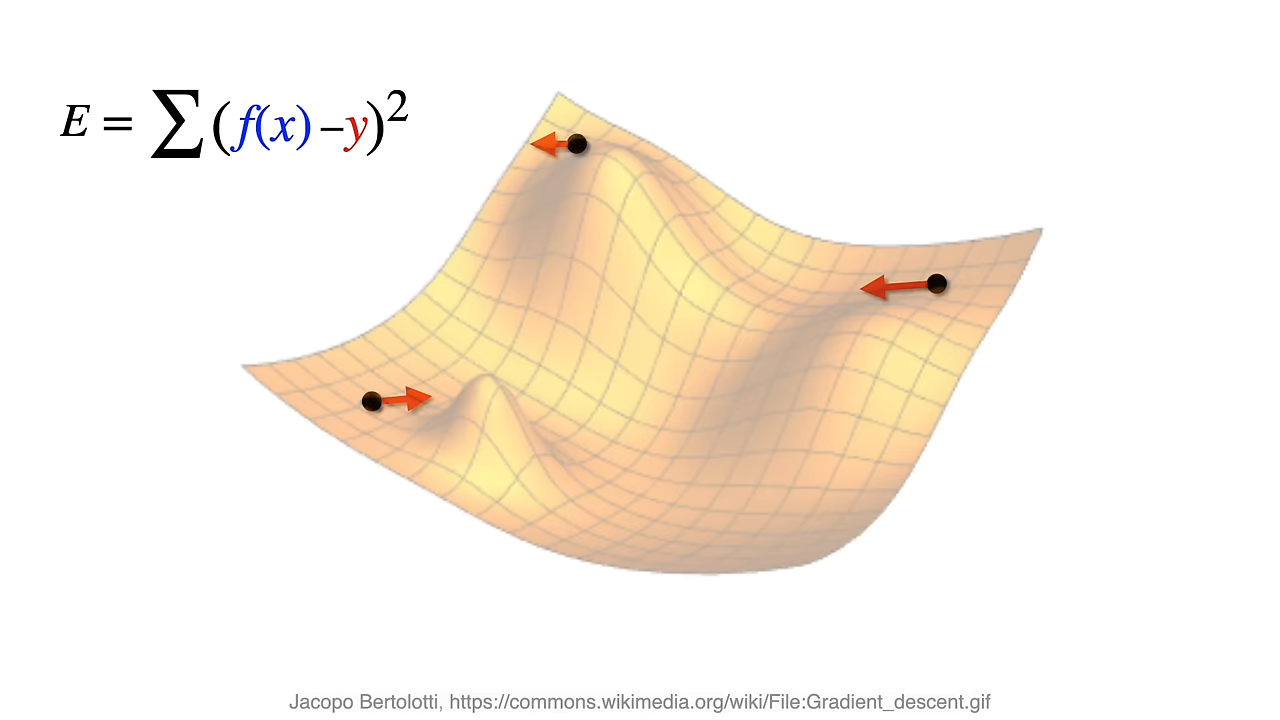 E = ∑(f(x)−y)²
Jacopo Bertolotti, https://commons.wikimedia.org/wiki/File:Gradient_descent.gif